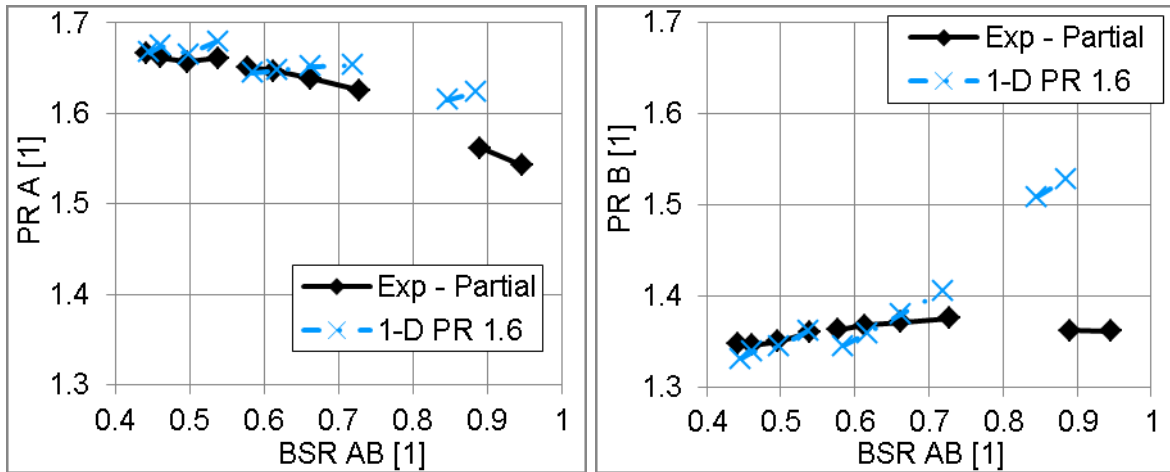 1.7
1.6
1.5
1.4
1.3
PR A [1]
Exp - Partial
1-D PR 1.6
0.4 0.5 0.6 0.7 0.8 0.9 1
BSR AB [1]
1.7
1.6
1.5
1.4
1.3
PR B [1]
Exp - Partial
1-D PR 1.6
0.4 0.5 0.6 0.7 0.8 0.9 1
BSR AB [1]